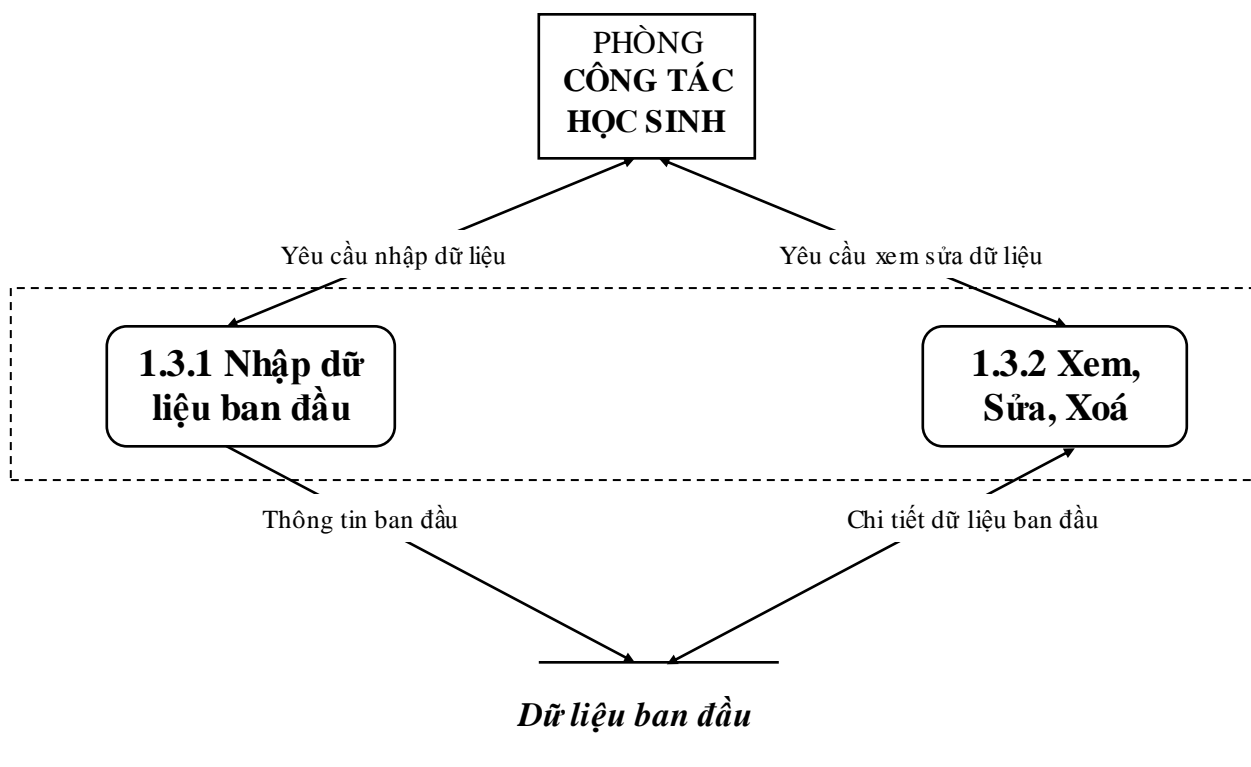 PHÒNG
CÔNG TÁC
HỌC SINH
Yêu cầu nhập dữ liệu
Yêu cầu xem sửa dữ liệu
1.3.1 Nhập dữ
liệu ban đầu
1.3.2 Xem,
Sửa, Xoá
Thông tin ban đầu
Chi tiết dữ liệu ban đầu
Dữ liệu ban đầu